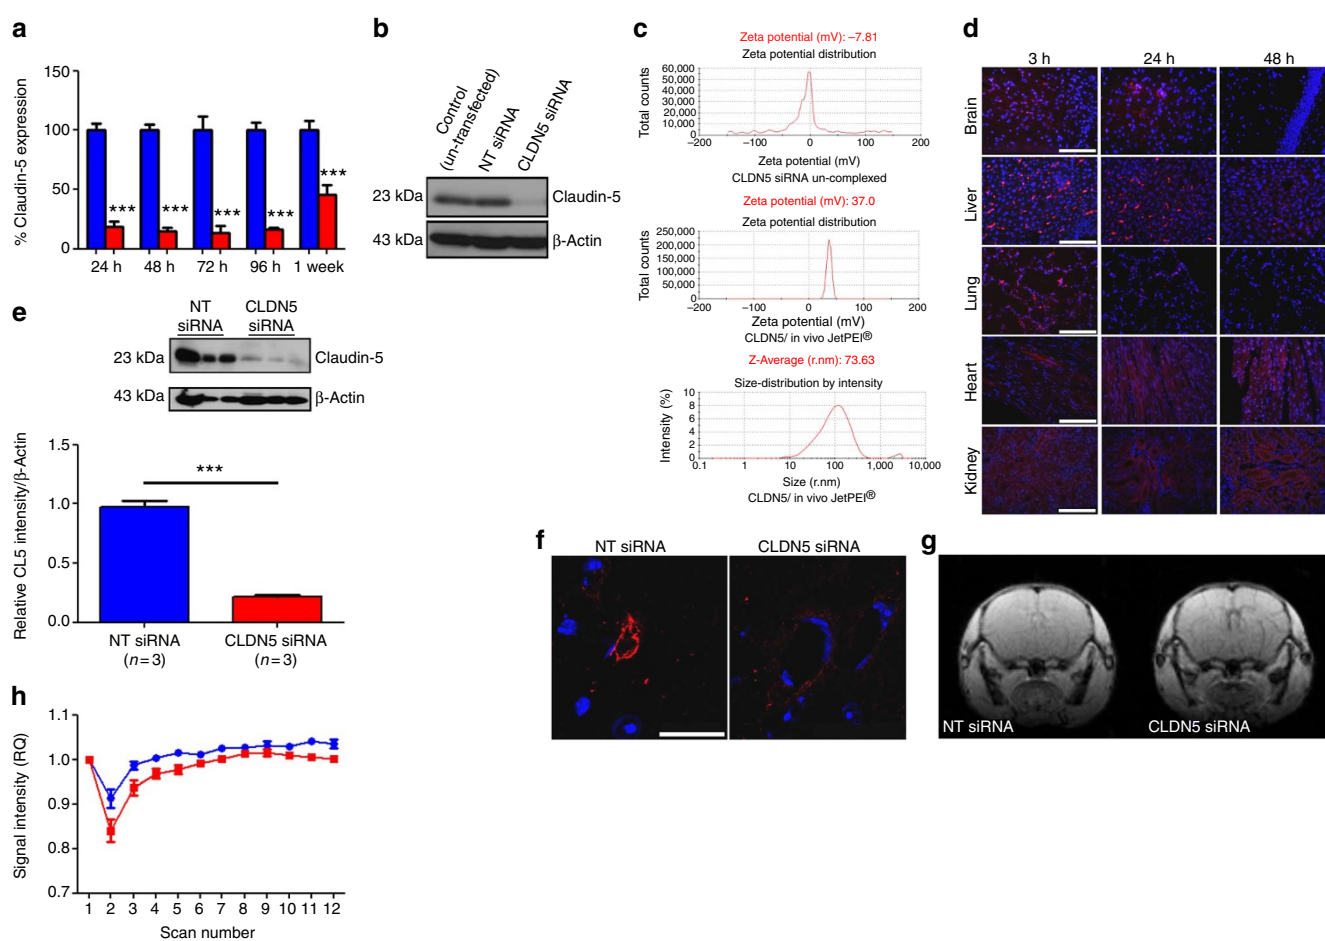 a
% Claudin-5 expression
150
100
50
0
***
***
***
***
***
24 h
48 h
72 h
96 h
1 week
b
Control
(un-transfected)
NT siRNA
CLDN5 siRNA
23 kDa
Claudin-5
43 kDa
β-Actin
c
Zeta potential (mV): –7.81
Zeta potential distribution
Total counts
60,000
50,000
40,000
30,000
20,000
10,000
0
–200
–100
0
100
200
Zeta potential (mV)
CLDN5 siRNA un-complexed
Zeta potential (mV): 37.0
Zeta potential distribution
Total counts
250,000
200,000
150,000
100,000
50,000
0
–200
–100
0
100
200
Zeta potential (mV)
CLDN5/ in vivo JetPEI®
Z-Average (r.nm): 73.63
Size-distribution by intensity
Intensity (%)
10
8
6
4
2
0
0.1
1
10
100
1,000
10,000
Size (r.nm)
CLDN5/ in vivo JetPEI®
d
3 h
24 h
48 h
Brain
Liver
Lung
Heart
Kidney
e
NT
siRNA
CLDN5
siRNA
23 kDa
Claudin-5
43 kDa
β-Actin
Relative CL5 intensity/β-Actin
1.5
1.0
0.5
0.0
***
NT siRNA
(n = 3)
CLDN5 siRNA
(n = 3)
f
NT siRNA
CLDN5 siRNA
g
NT siRNA
CLDN5 siRNA
h
Signal intensity (RQ)
1.1
1.0
0.9
0.8
0.7
1 2 3 4 5 6 7 8 9 10 11 12
Scan number